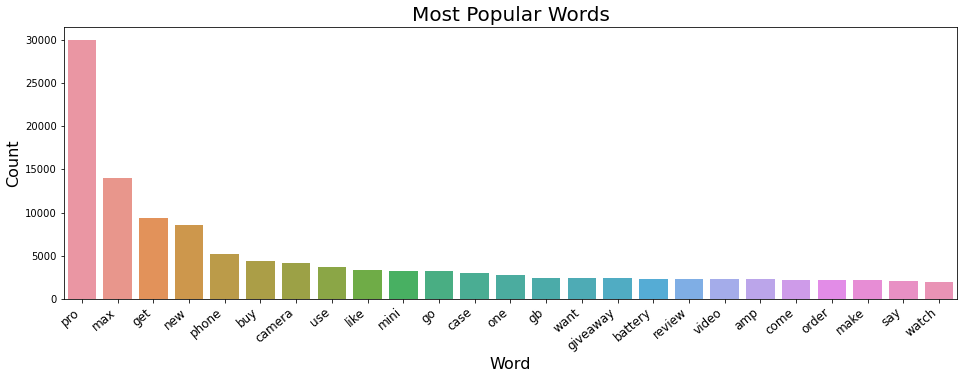 Most Popular Words
30000
25000
20000
15000
10000
5000
0
Count
pro
max
get
new
phone
buy
camera
use
like
mini
go
case
one
gb
want
giveaway
battery
review
video
amp
come
order
make
say
watch
Word